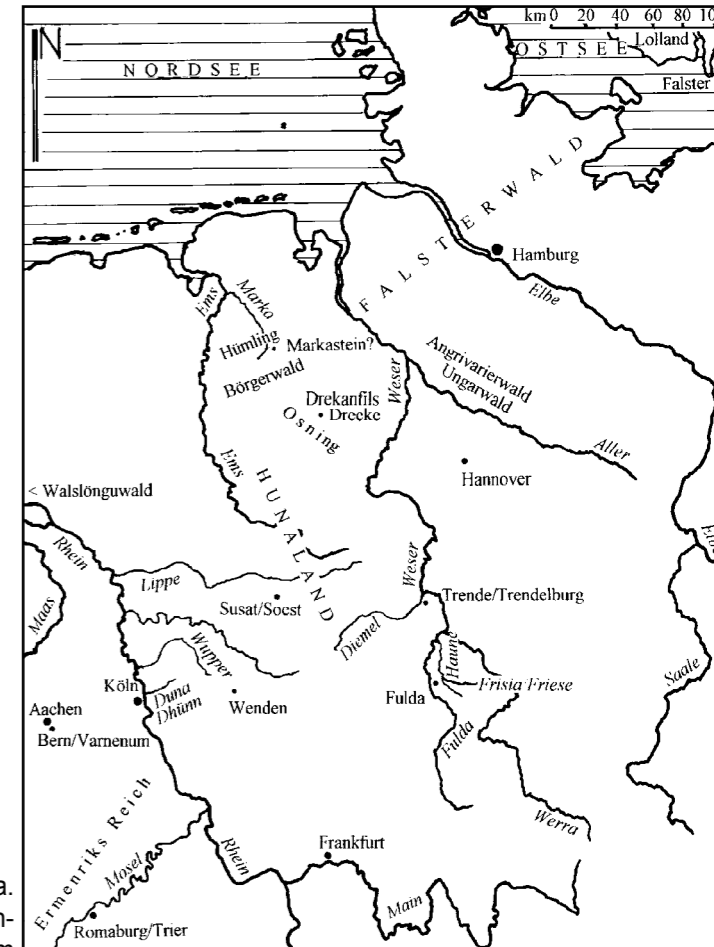 N
km 0 20 40 60 80
NORDSEE
OSTSEE
Lolland
Falster
FALSTERWALD
Hamburg
Elbe
Ems
Marka
Hümling
Markastein?
Börgerwald
Angrivarierwald
Ungarwald
Drekanfils
Drecke
Osning
Weser
Aller
Ems
HUNALAND
Hannover
< Walslönguwald
Rhein
Lippe
Maas
Susat/Soest
Weser
Trende/Trendelburg
Diemel
Wupper
Haune
Saale
Köln
Duna
Dhünn
Wenden
Fulda
Frisia Friese
Aachen
Bern/Varnenum
Fulda
Ermenriks Reich
Mosel
Rhein
Frankfurt
Werra
Main
Romaburg/Trier
a.